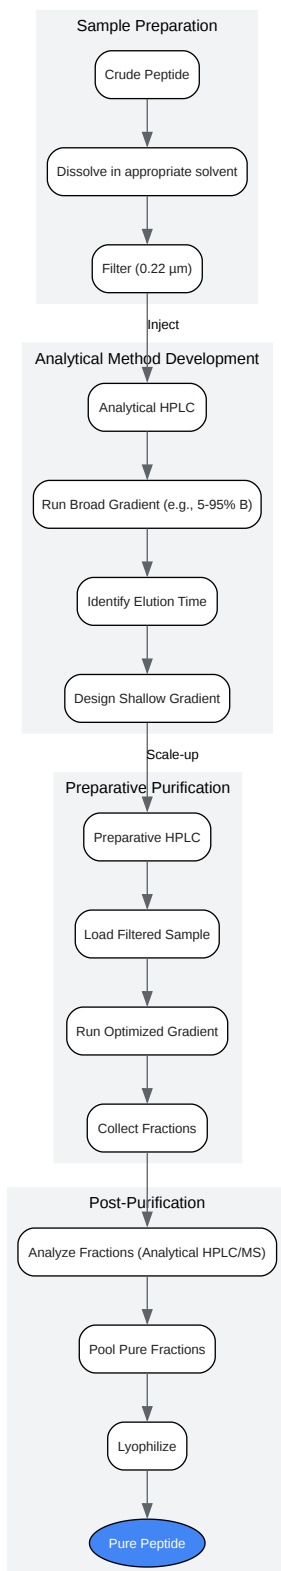 Sample Preparation
Crude Peptide
Dissolve in appropriate solvent
Filter (0.22 µm)
Inject
Analytical Method Development
Analytical HPLC
Run Broad Gradient (e.g., 5-95% B)
Identify Elution Time
Design Shallow Gradient
Scale-up
Preparative Purification
Preparative HPLC
Load Filtered Sample
Run Optimized Gradient
Collect Fractions
Post-Purification
Analyze Fractions (Analytical HPLC/MS)
Pool Pure Fractions
Lyophilize
Pure Peptide